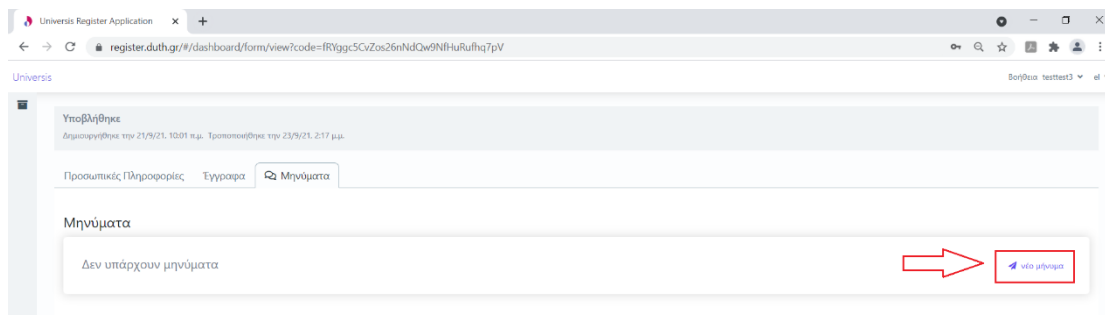 Universis Register Application
register.duth.gr/#/dashboard/form/view?code=fRYggc5CvZos26nNdQw9NfHuRufhq7pV
Universis
Βοήθεια testtest3 el
Υποβλήθηκε
Δημιουργήθηκε την 21/9/21, 10:01 π.μ. Τροποποιήθηκε την 23/9/21, 2:17 μ.μ.
Προσωπικές Πληροφορίες Έγγραφα Μηνύματα
Μηνύματα
Δεν υπάρχουν μηνύματα
νέο μήνυμα